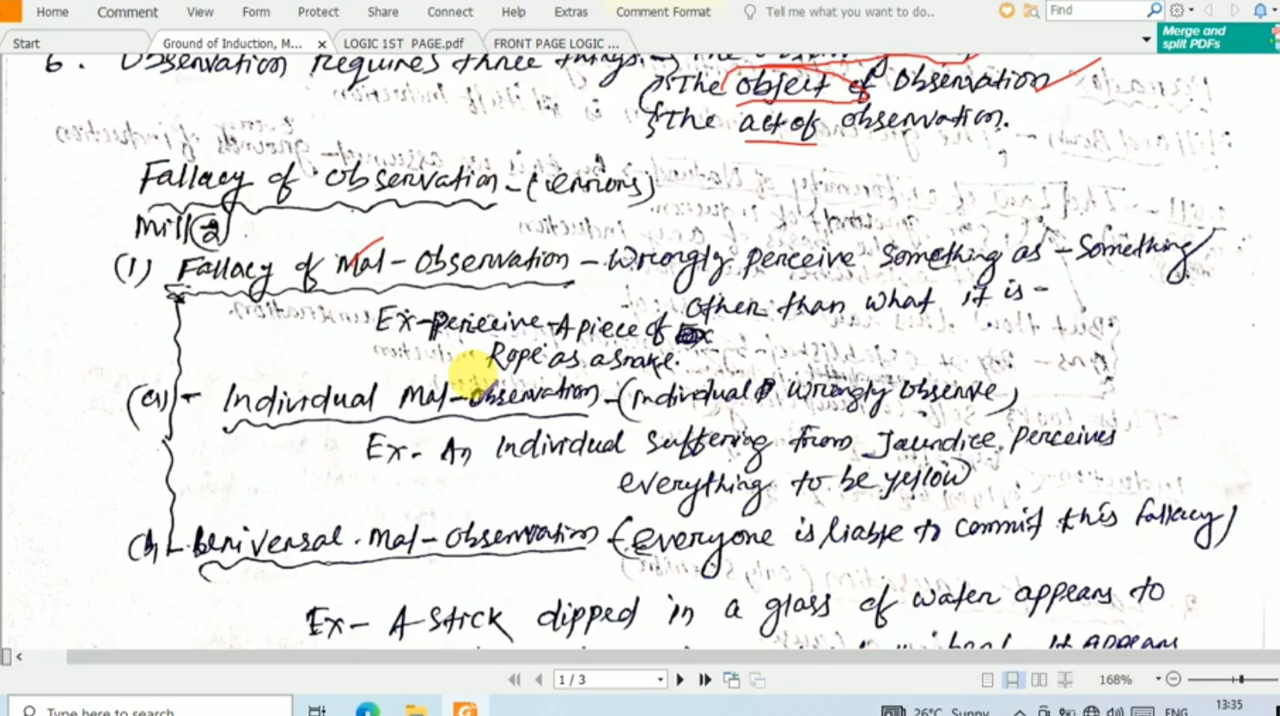 Home Comment View Form Protect Share Connect Help Extras Comment Format Tell me what you want to do.. Find
Start Ground of Induction, M... x LOGIC 1ST PAGE.pdf FRONT PAGE LOGIC ... Merge and split PDFs
6. Observation requires three things
The object of observation
The act of observation.
Fallacy of observation - (errors)
Mill 2
(1) Fallacy of Mal-Observation - Wrongly perceive something as - something
other than what it is -
Ex- perceive - A piece of
Rope as a snake.
(a) - Individual Mal-observation - (individual wrongly observe)
Ex- An Individual suffering from Jaundice perceives
everything to be yellow
(b) - Universal. Mal-observation - (everyone is liable to commit this fallacy)
Ex- A stick dipped in a glass of water appears to
bent. It appears
1 / 3 168%
Type here to search 26°C Sunny ENG 13:35